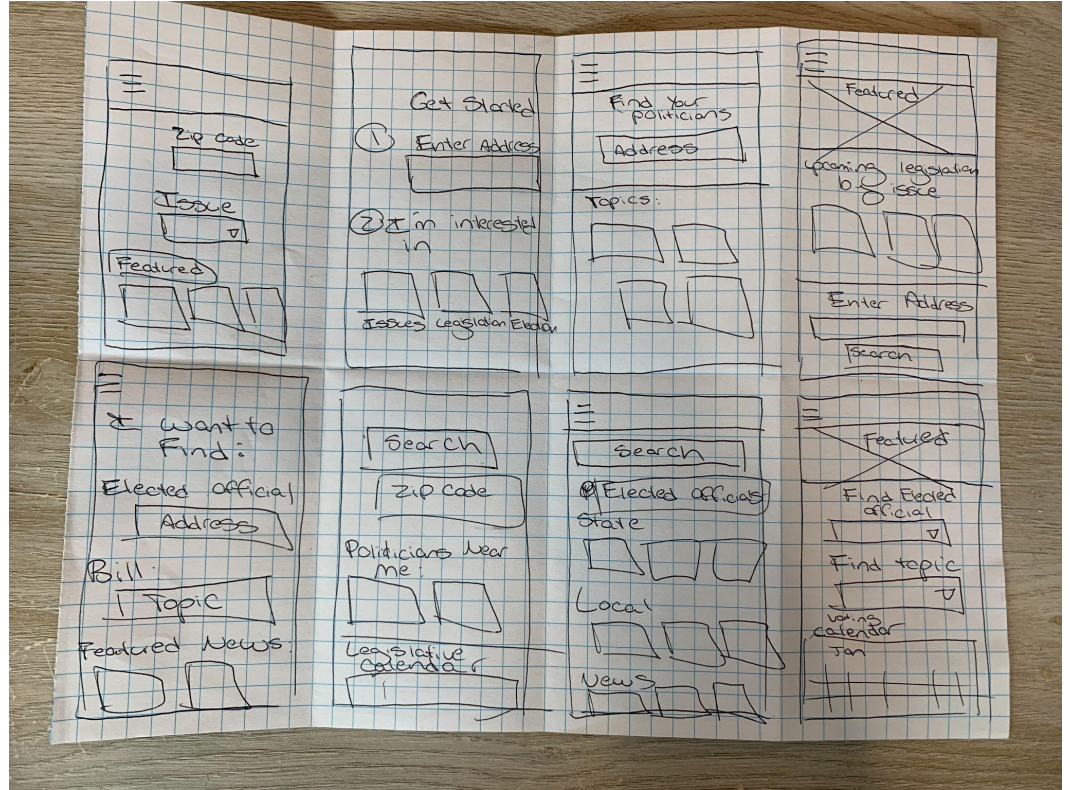 Zip code
Issue
Featured
Get Started
1 Enter Address
2 I'm interested
in
Issues Legislation Election
Find Your
politicians
Address
Topics:
Featured
upcoming legislation
big issue
Enter Address
Search
I want to
Find:
Elected official
Address
Bill:
Topic
Featured News:
Search
Zip code
Politicians Near
me:
Legislative
calendar
Search
Elected officials
State
Local
News
Featured
Find Elected
official
Find topic
voting
calendar
Jan